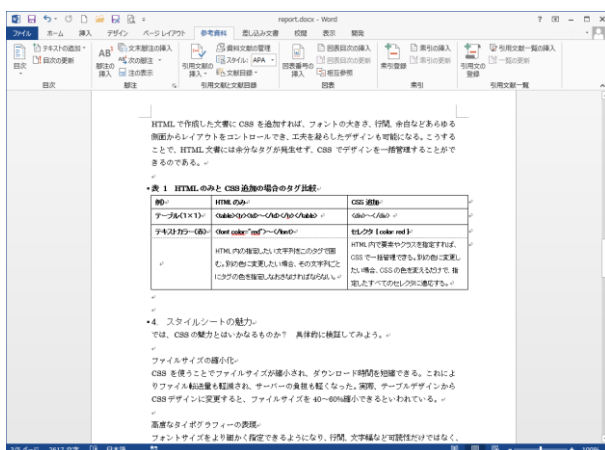 report.docx - Word
ファイル ホーム 挿入 デザイン ページ レイアウト 参考資料 差し込み文書 校閲 表示 開発
目次
テキストの追加
目次の更新
目次
AB¹
脚注の挿入
文末脚注の挿入
次の脚注
注の表示
脚注
引用文献の挿入
資料文献の管理
スタイル: APA
文献目録
引用文献と文献目録
図表番号の挿入
図表目次の挿入
図表目次の更新
相互参照
図表
索引登録
索引の挿入
索引の更新
索引
引用文の登録
引用文一覧の挿入
一覧の更新
引用文献一覧
HTML で作成した文書に CSS を追加すれば、フォントの大きさ、行間、余白などあらゆる
側面からレイアウトをコントロールでき、工夫を凝らしたデザインも可能になる。こうする
ことで、HTML 文書には余分なタグが発生せず、CSS でデザインを一括管理することがで
きるのである。
表 1 HTML のみと CSS 追加の場合のタグ比較
例) HTML のみ CSS 追加
テーブル(1×1) <table><tr><td>～</td></tr></table> <div>～</div>
テキストカラー(赤) <font color="red">～</font> セレクタ { color: red }
HTML 内の指定したい文字列をこのタグで囲
む。別の色に変更したい場合、その文字列ごと
にタグの色を指定しなおさなければならない。
HTML 内で要素やクラスを指定すれば、
CSS で一括管理できる。別の色に変更し
たい場合、CSS の色を変えるだけで、指
定したすべてのセレクタに適応する。
4. スタイルシートの魅力
では、CSS の魅力とはいかなるものか? 具体的に検証してみよう。
ファイルサイズの縮小化
CSS を使うことでファイルサイズが縮小され、ダウンロード時間を短縮できる。これによ
りファイル転送量も軽減され、サーバーの負担も軽くなった。実際、テーブルデザインから
CSS デザインに変更すると、ファイルサイズを 40～60%縮小できるといわれている。
高度なタイポグラフィーの表現
フォントサイズをより細かく指定できるようになり、行間、文字幅など可読性だけではなく、
2617 文字 日本語
100%